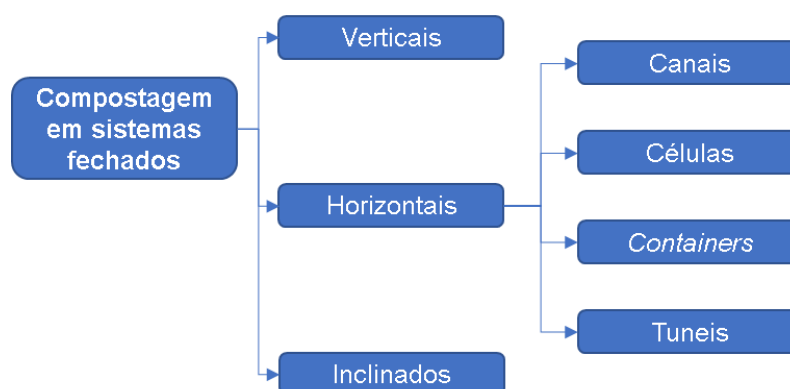 Compostagem
em sistemas
fechados
Verticais
Horizontais
Inclinados
Canais
Células
Containers
Tuneis